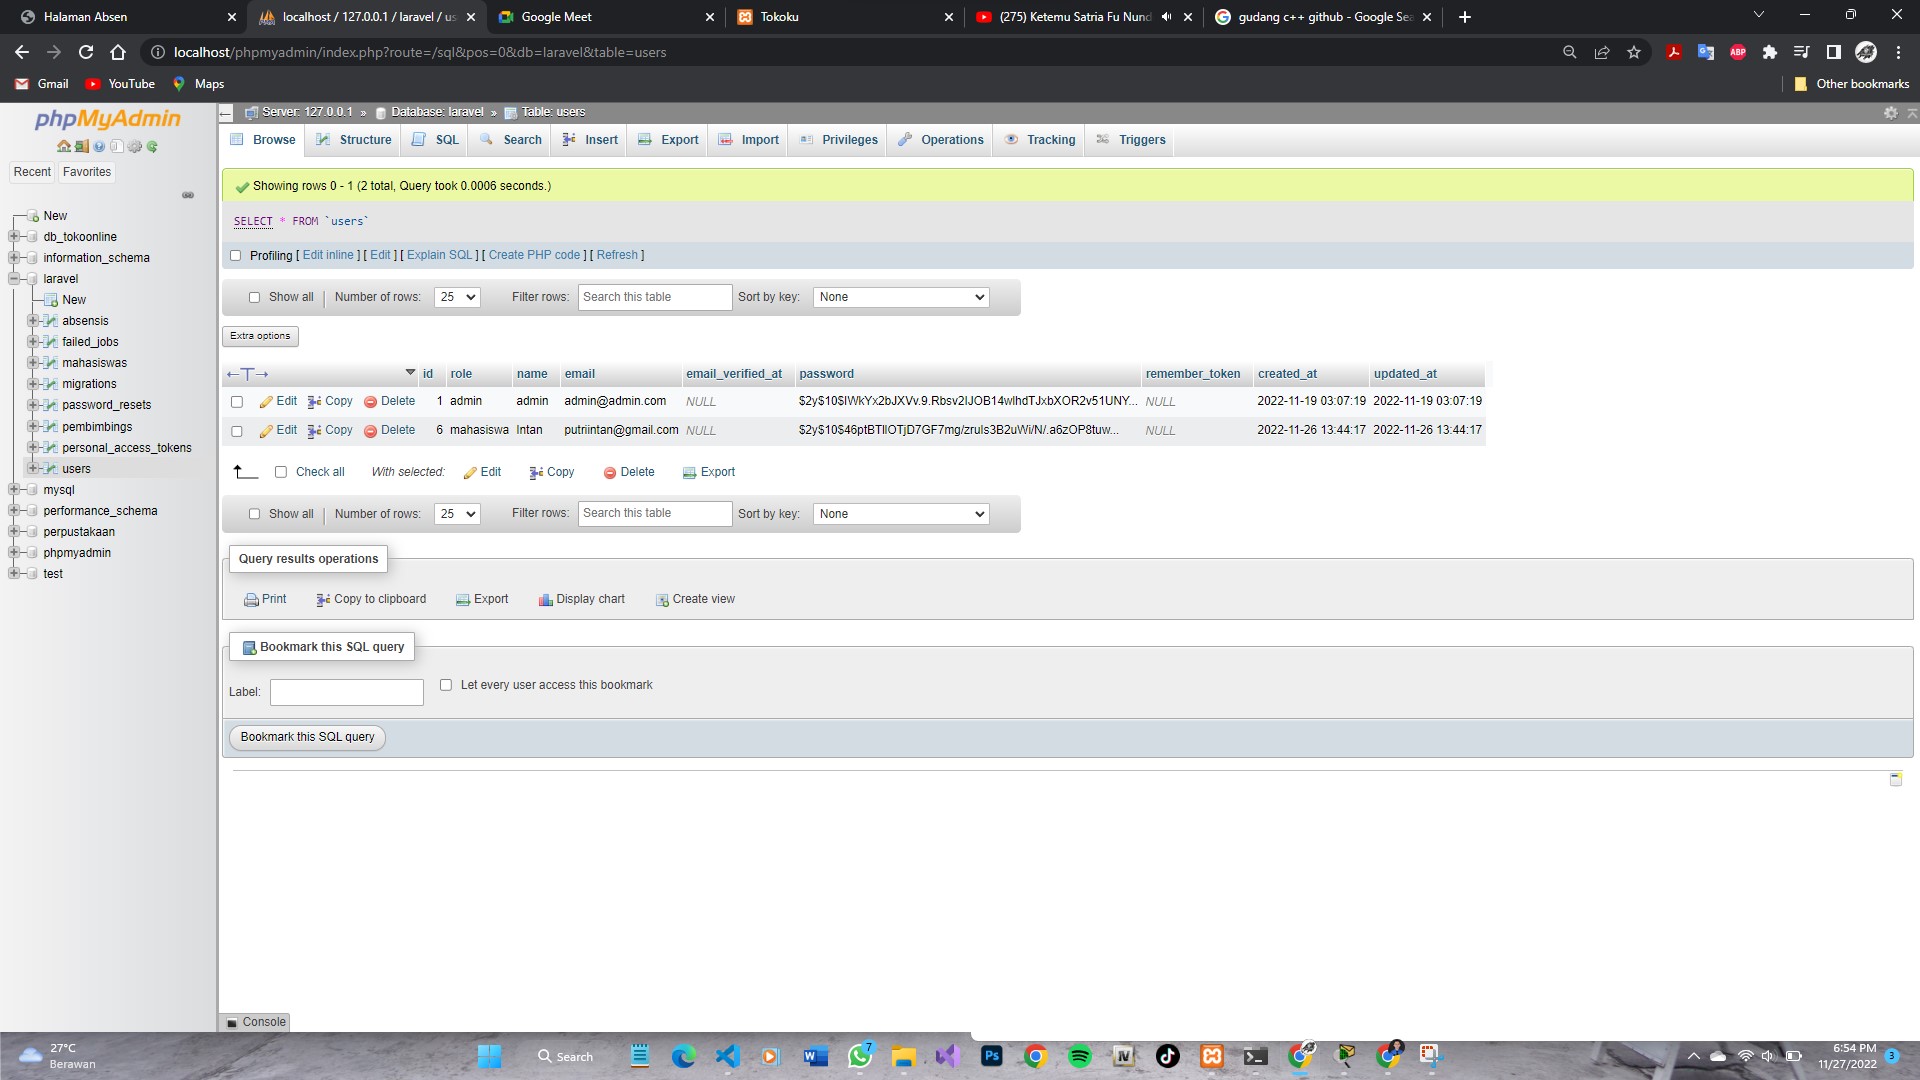 Halaman Absen
localhost / 127.0.0.1 / laravel / us
Google Meet
Tokoku
(275) Ketemu Satria Fu Nund
gudang c++ github - Google Sea
localhost/phpmyadmin/index.php?route=/sql&pos=0&db=laravel&table=users
Gmail
YouTube
Maps
Other bookmarks
phpMyAdmin
Recent
Favorites
New
db_tokoonline
information_schema
laravel
New
absensis
failed_jobs
mahasiswas
migrations
password_resets
pembimbings
personal_access_tokens
users
mysql
performance_schema
perpustakaan
phpmyadmin
test
Server: 127.0.0.1 » Database: laravel » Table: users
Browse Structure SQL Search Insert Export Import Privileges Operations Tracking Triggers
Showing rows 0 - 1 (2 total, Query took 0.0006 seconds.)
SELECT * FROM `users`
Profiling [ Edit inline ] [ Edit ] [ Explain SQL ] [ Create PHP code ] [ Refresh ]
Show all | Number of rows: 25 Filter rows: Search this table Sort by key: None
Extra options
id role name email email_verified_at password remember_token created_at updated_at
Edit Copy Delete 1 admin admin admin@admin.com NULL NULL 2022-11-19 03:07:19 2022-11-19 03:07:19
Edit Copy Delete 6 mahasiswa Intan putriintan@gmail.com NULL NULL 2022-11-26 13:44:17 2022-11-26 13:44:17
Check all With selected: Edit Copy Delete Export
Show all | Number of rows: 25 Filter rows: Search this table Sort by key: None
Query results operations
Print Copy to clipboard Export Display chart Create view
Bookmark this SQL query
Label: Let every user access this bookmark
Bookmark this SQL query
Console
27°C
Berawan
Search
7
6:54 PM
11/27/2022
3